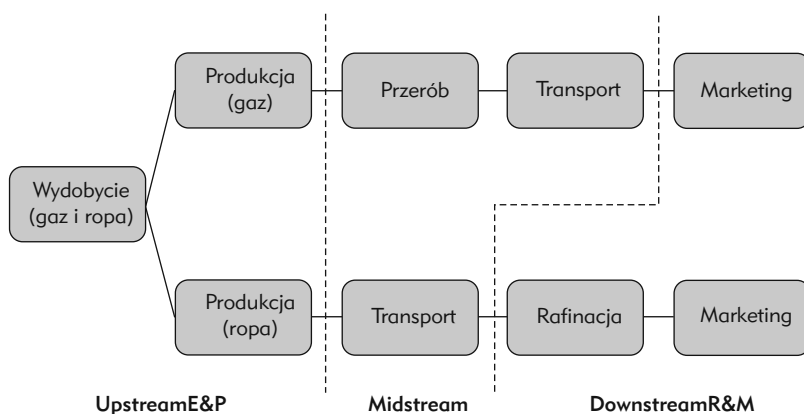 Produkcja
(gaz)
Przerób
Transport
Marketing
Wydobycie
(gaz i ropa)
Produkcja
(ropa)
Transport
Rafinacja
Marketing
UpstreamE&P
Midstream
DownstreamR&M